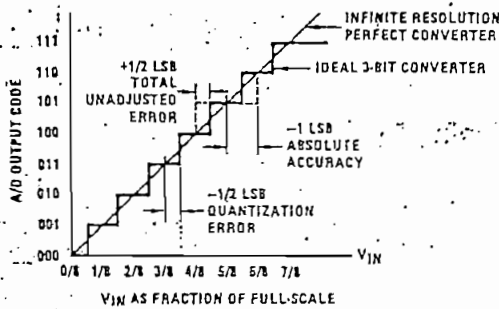 INFINITE RESOLUTION
PERFECT CONVERTER
IDEAL 3-BIT CONVERTER
+1/2 LSB
TOTAL
UNADJUSTED
ERROR
-1 LSB
ABSOLUTE
ACCURACY
-1/2 LSB
QUANTIZATION
ERROR
A/D OUTPUT CODE
111
110
101
100
011
010
001
000
0/8 1/8 2/8 3/8 4/8 5/8 6/8 7/8
VIN
VIN AS FRACTION OF FULL-SCALE